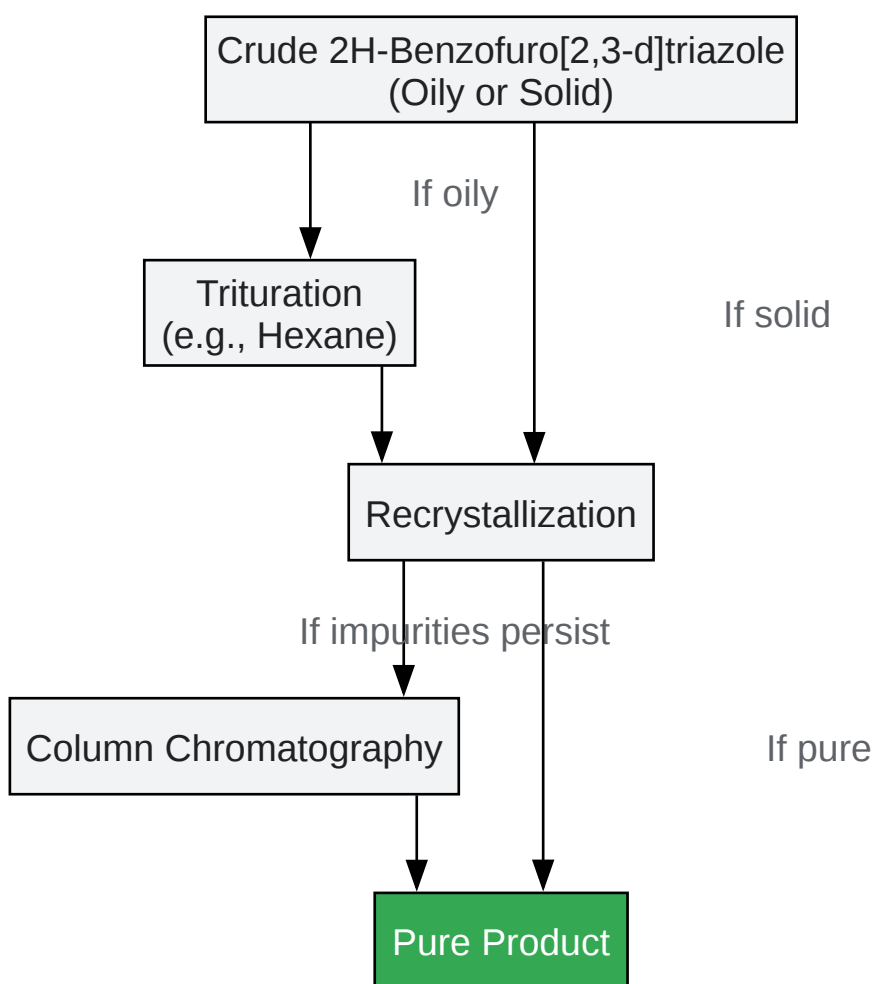 Crude 2H-Benzofuro[2,3-d]triazole
(Oily or Solid)
If oily
Trituration
(e.g., Hexane)
If solid
Recrystallization
If impurities persist
Column Chromatography
If pure
Pure Product